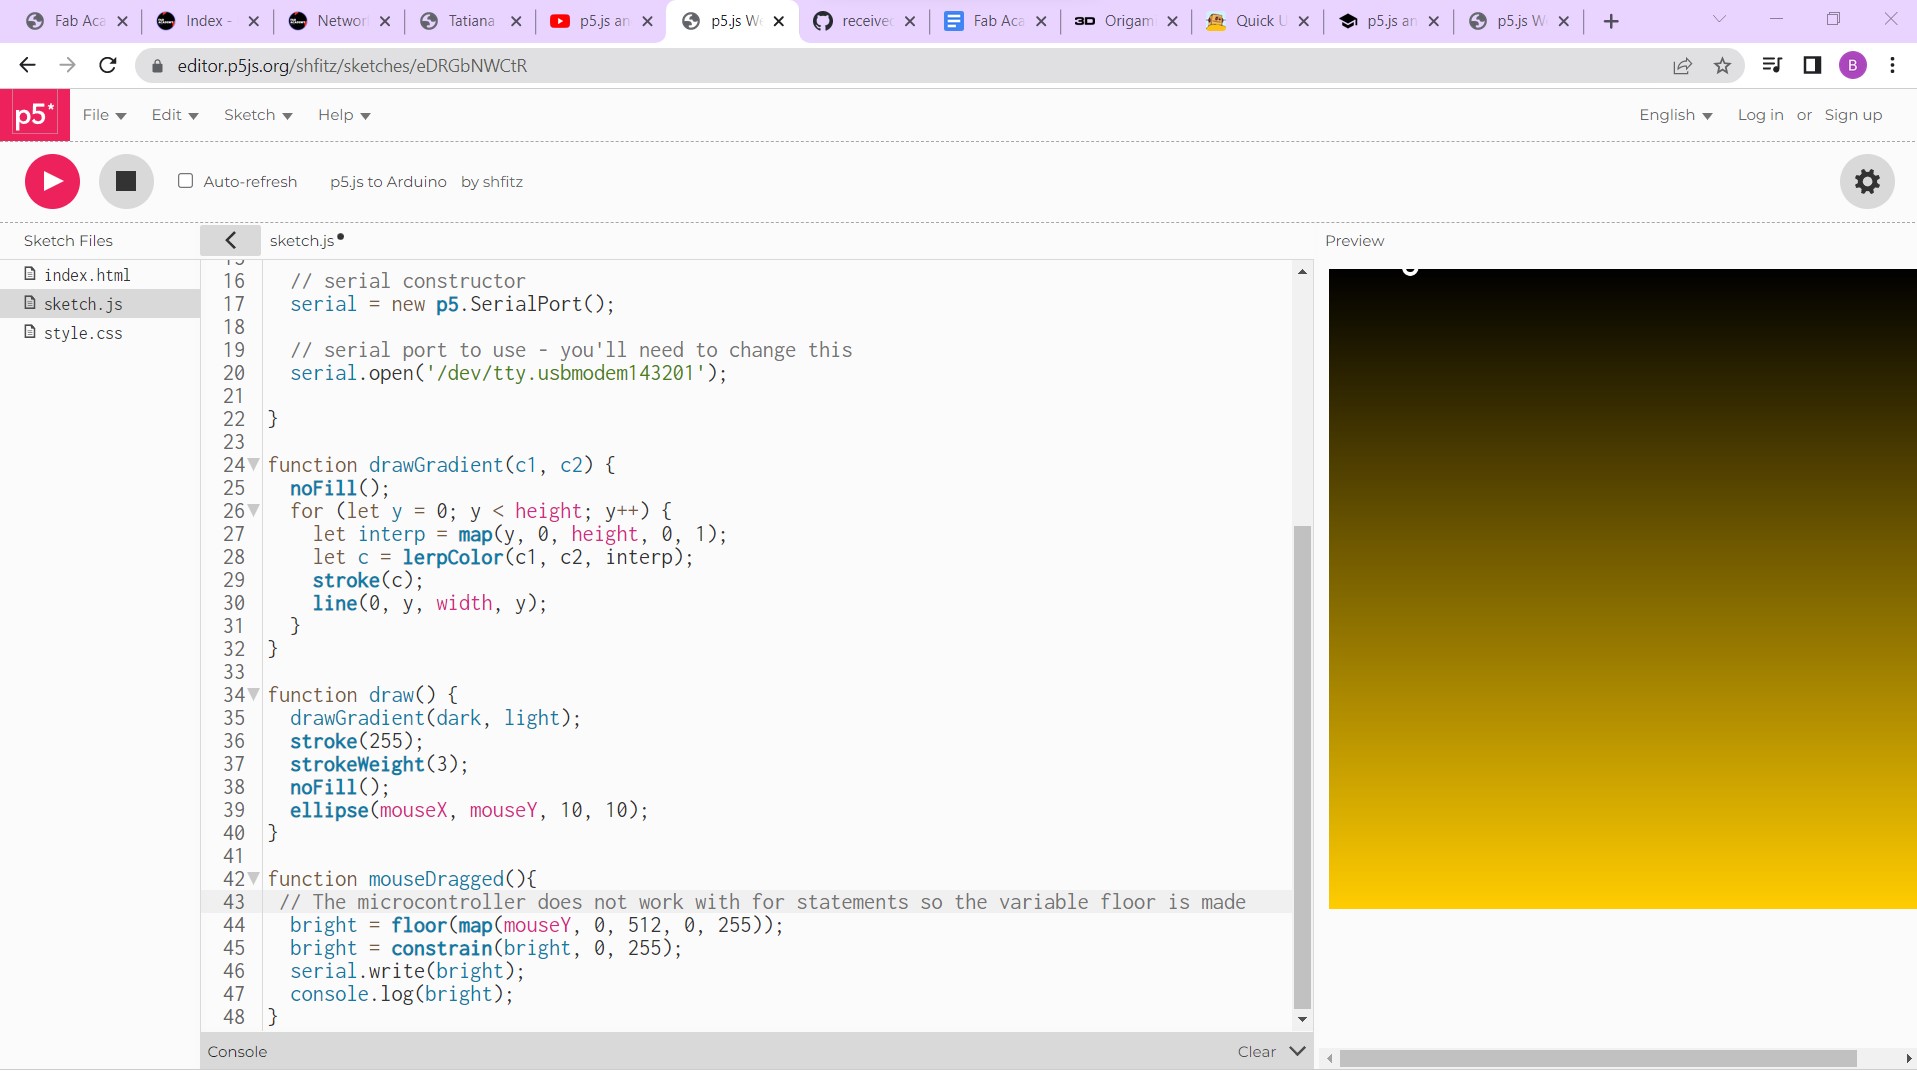 Fab Aca
Index -
Networ
Tatiana
p5.js an
p5.js W
received
Fab Aca
3D Origami
Quick U
p5.js an
p5.js W
editor.p5js.org/shfitz/sketches/eDRGbNWCtR
B
p5*
File
Edit
Sketch
Help
English
Log in or Sign up
Auto-refresh
p5.js to Arduino by shfitz
Sketch Files
sketch.js
Preview
index.html
sketch.js
style.css
15
16 // serial constructor
17 serial = new p5.SerialPort();
18
19 // serial port to use - you'll need to change this
20 serial.open('/dev/tty.usbmodem143201');
21
22 }
23
24 function drawGradient(c1, c2) {
25 noFill();
26 for (let y = 0; y < height; y++) {
27 let interp = map(y, 0, height, 0, 1);
28 let c = lerpColor(c1, c2, interp);
29 stroke(c);
30 line(0, y, width, y);
31 }
32 }
33
34 function draw() {
35 drawGradient(dark, light);
36 stroke(255);
37 strokeWeight(3);
38 noFill();
39 ellipse(mouseX, mouseY, 10, 10);
40 }
41
42 function mouseDragged(){
43 // The microcontroller does not work with for statements so the variable floor is made
44 bright = floor(map(mouseY, 0, 512, 0, 255));
45 bright = constrain(bright, 0, 255);
46 serial.write(bright);
47 console.log(bright);
48 }
Console
Clear